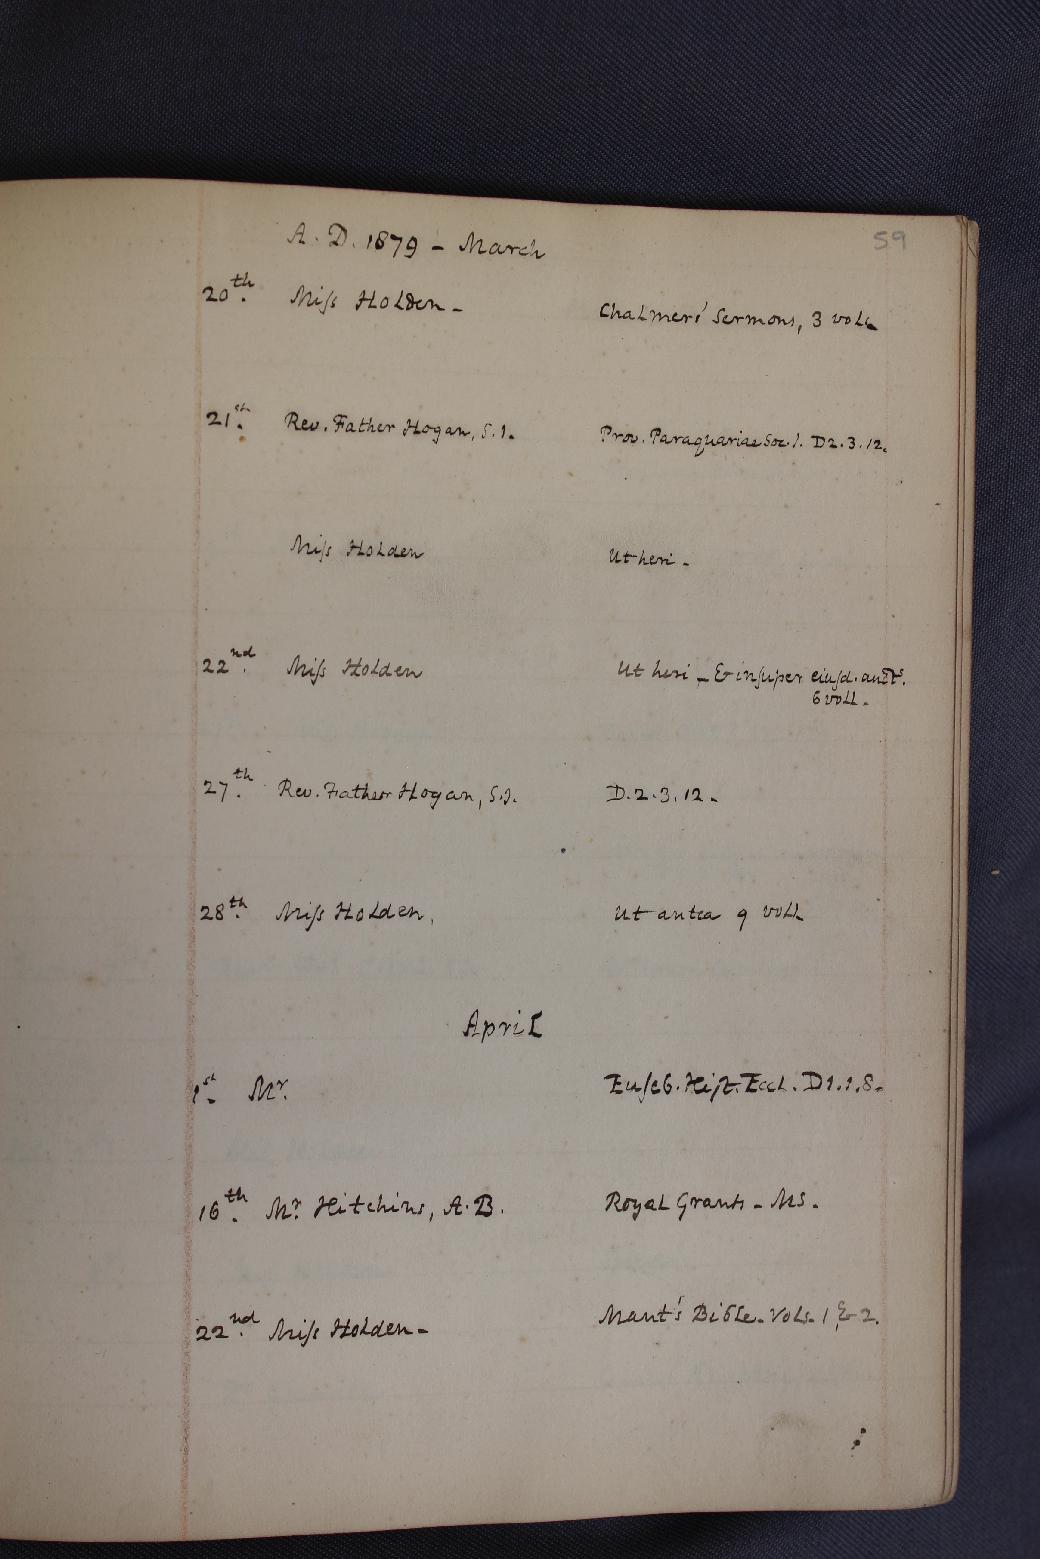 59
A. D. 1879 - March
20th. Miſs Holden - Chalmers' Sermons, 3 voll.
21st. Rev. Father Hogan, S.I. Prov. Paraquariae Soc. I. D2.3.12.
Miſs Holden Ut heri -
22nd. Miſs Holden Ut heri - & inſuper eiuſd. auctˢ.
6 voll.
27th. Rev. Father Hogan, S.J. D.2.3.12.
28th. Miſs Holden, Ut antea 9 voll
April
1st. Mr. Euſeb. Hiſt. Eccl. D1.1.8.
16th. Mr. Hitchins, A.B. Royal Grants - MS.
22nd. Miſs Holden - Mant's Bible. Vols. 1 & 2.